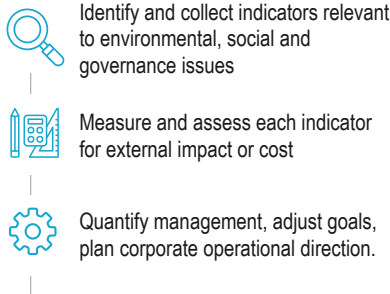 Identify and collect indicators relevant
to environmental, social and
governance issues
Measure and assess each indicator
for external impact or cost
Quantify management, adjust goals,
plan corporate operational direction.